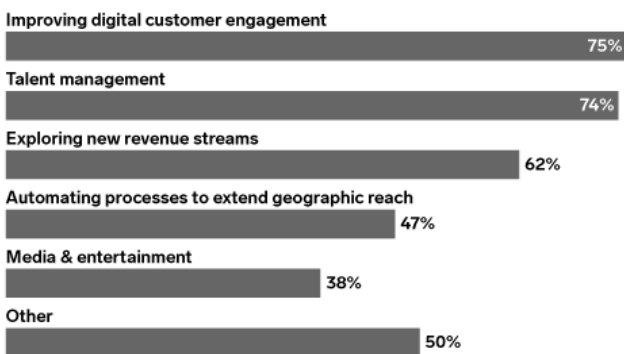 Improving digital customer engagement
75%
Talent management
74%
Exploring new revenue streams
62%
Automating processes to extend geographic reach
47%
Media & entertainment
38%
Other
50%